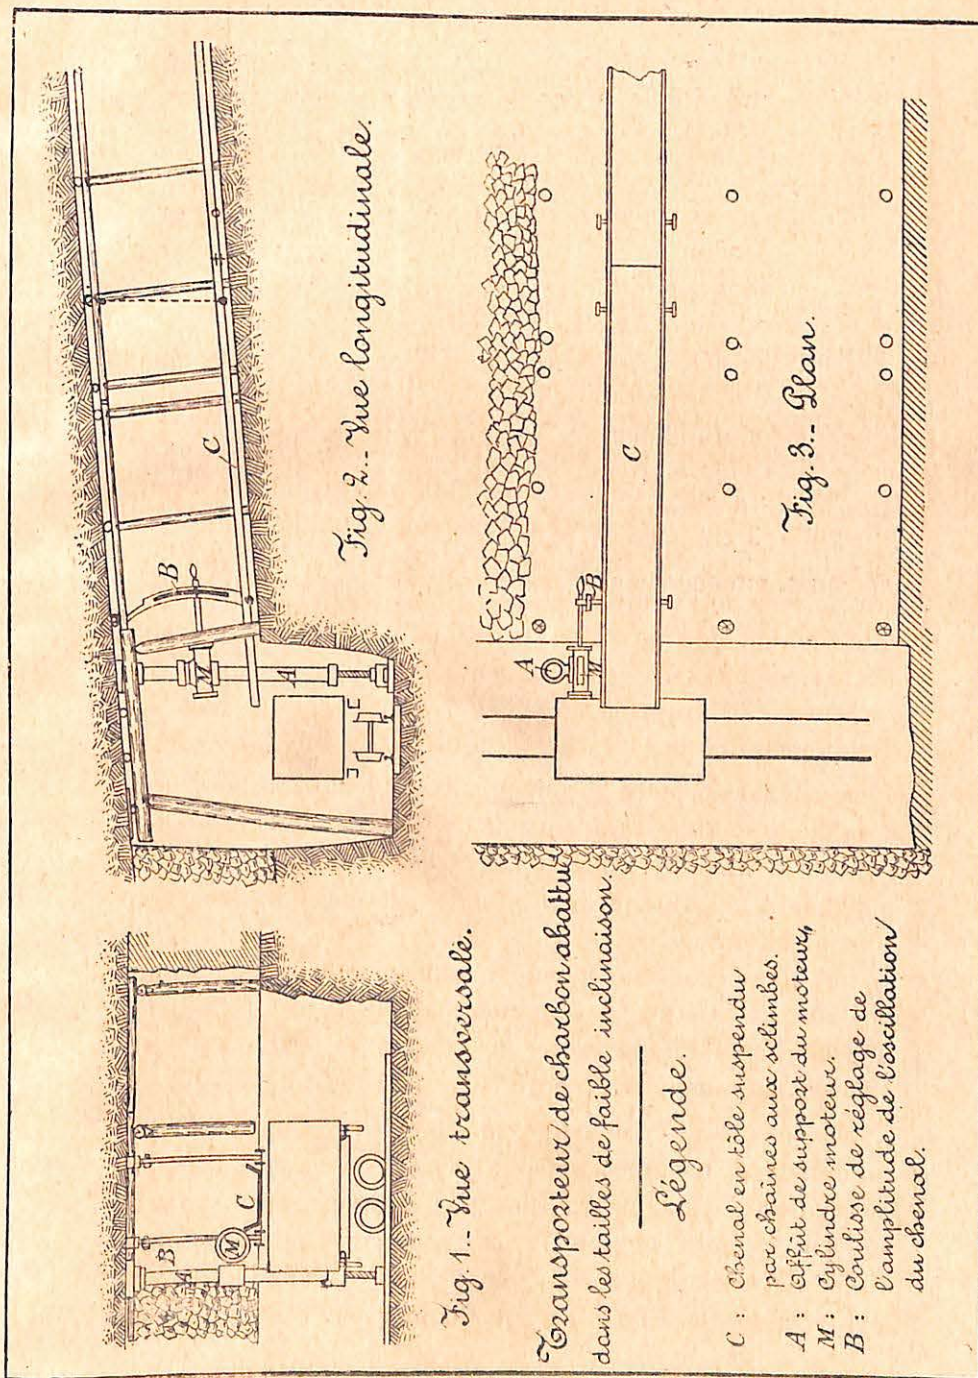 Fig. 1.- Vue transversale.
Fig. 2.- Vue longitudinale.
Fig. 3.- Plan.
B
A
M
C
B
M
A
C
A
M
B
C
Transporteur de charbon abattu
dans les tailles de faible inclinaison.
Légende.
C : Chenal en tôle suspendu
par chaînes aux sclimbes.
A : Affût de support du moteur,
M : Cylindre moteur.
B : Coulisse de réglage de
l'amplitude de l'oscillation
du chenal.